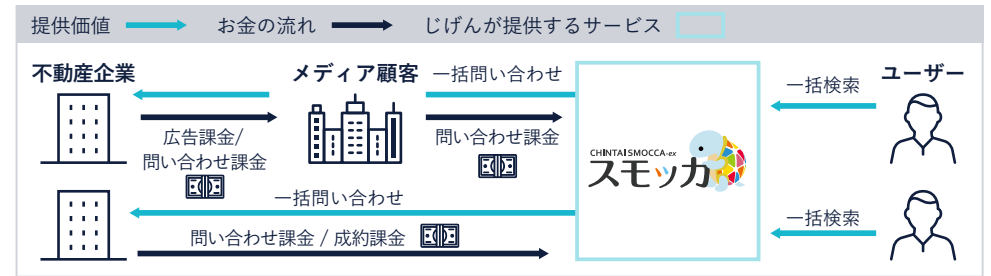 提供価値 お金の流れ じげんが提供するサービス
不動産企業 メディア顧客 一括問い合わせ 一括検索 ユーザー
広告課金/
問い合わせ課金
問い合わせ課金
CHINTAI SMOCCA-ex
スモッカ
一括問い合わせ
一括検索
問い合わせ課金 / 成約課金